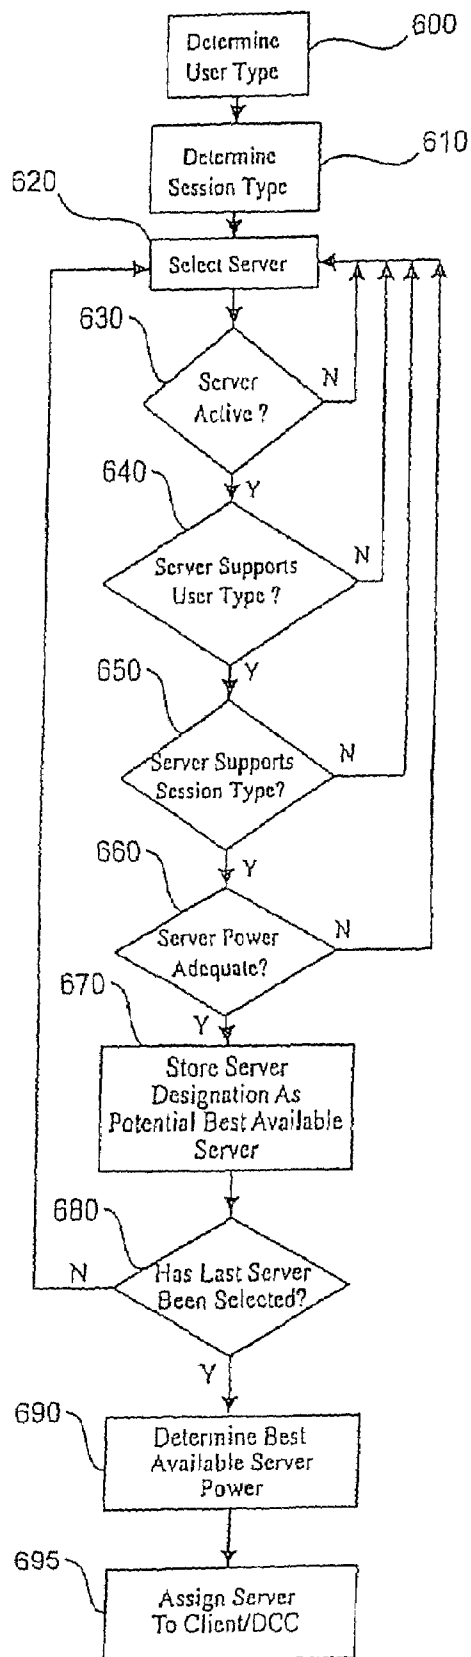 600
Determine
User Type
610
Determine
Session Type
620
Select Server
630
Server
Active ?
N
Y
640
Server Supports
User Type ?
N
Y
650
Server Supports
Session Type?
N
Y
660
Server Power
Adequate?
N
Y
670
Store Server
Designation As
Potential Best Available
Server
680
Has Last Server
Been Selected?
N
Y
690
Determine Best
Available Server
Power
695
Assign Server
To Client/DCC